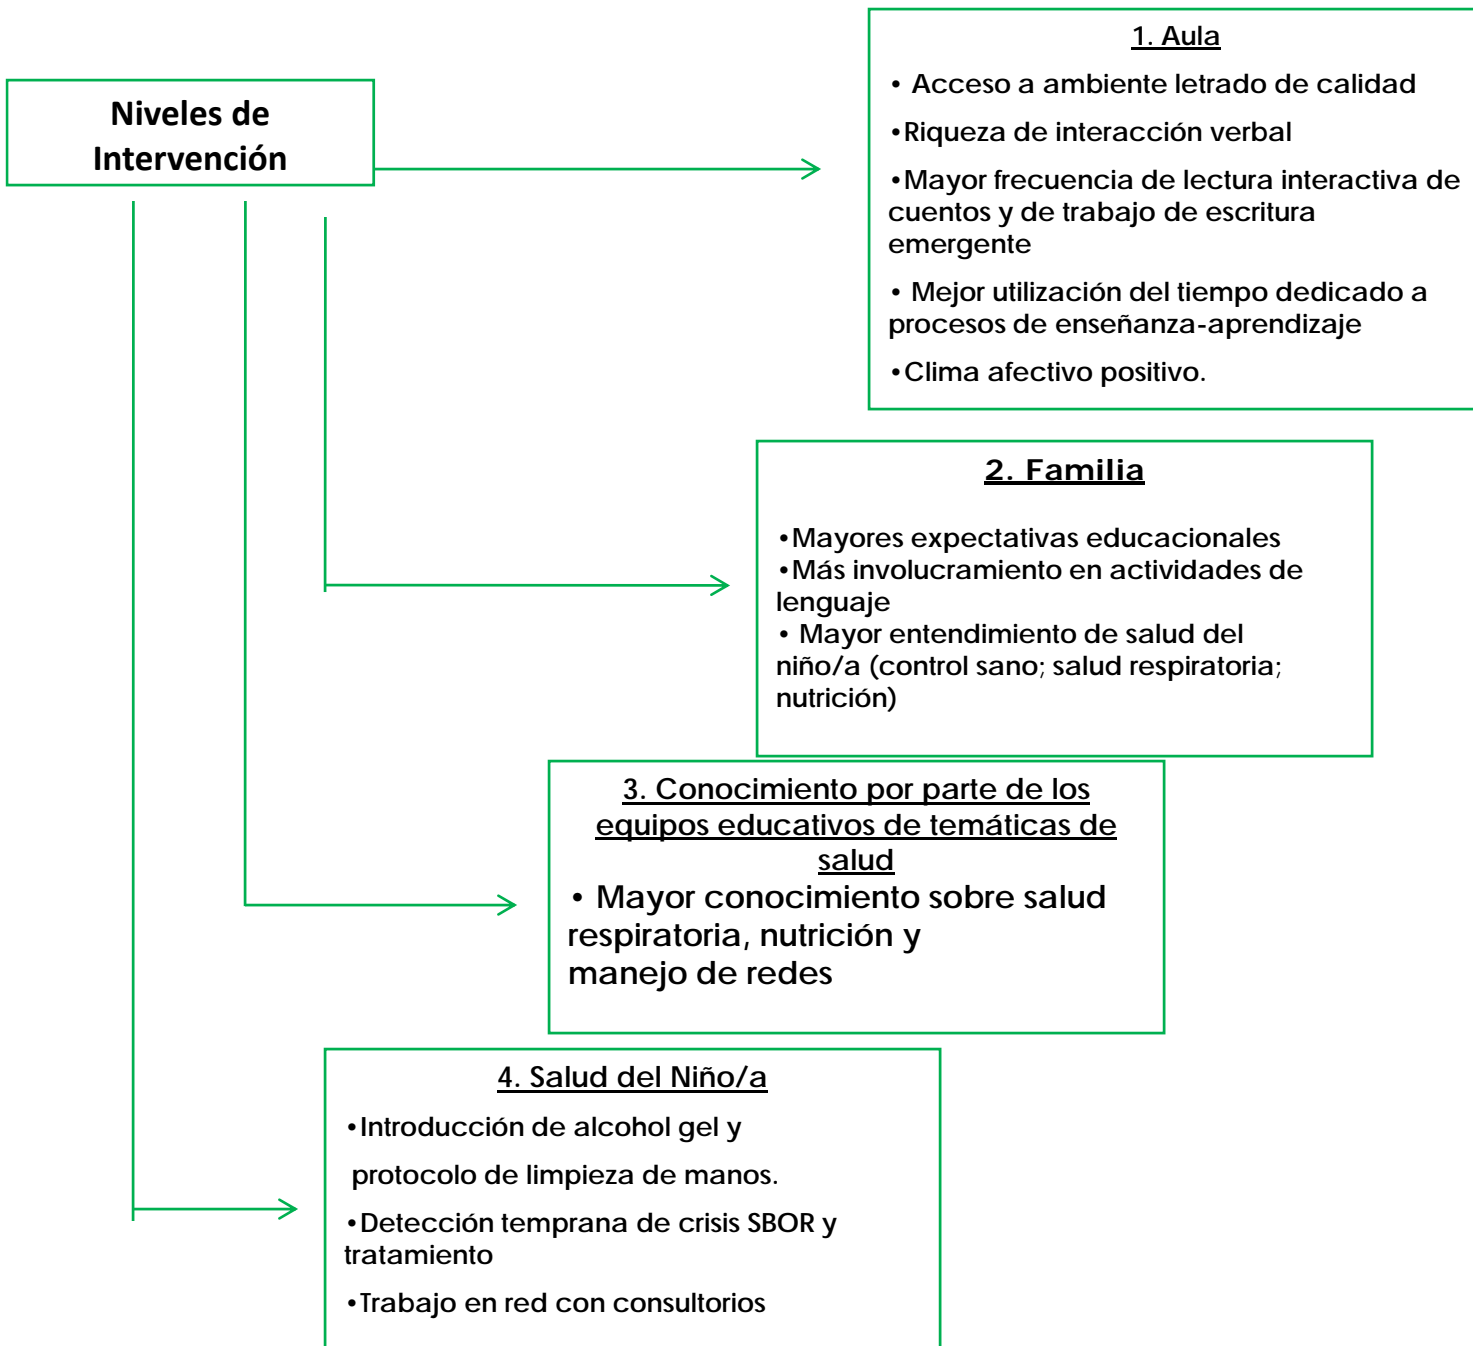 Niveles de
Intervención
1. Aula
• Acceso a ambiente letrado de calidad
•Riqueza de interacción verbal
•Mayor frecuencia de lectura interactiva de
cuentos y de trabajo de escritura
emergente
• Mejor utilización del tiempo dedicado a
procesos de enseñanza-aprendizaje
•Clima afectivo positivo.
2. Familia
•Mayores expectativas educacionales
•Más involucramiento en actividades de
lenguaje
• Mayor entendimiento de salud del
niño/a (control sano; salud respiratoria;
nutrición)
3. Conocimiento por parte de los
equipos educativos de temáticas de
salud
• Mayor conocimiento sobre salud
respiratoria, nutrición y
manejo de redes
4. Salud del Niño/a
•Introducción de alcohol gel y
protocolo de limpieza de manos.
•Detección temprana de crisis SBOR y
tratamiento
•Trabajo en red con consultorios